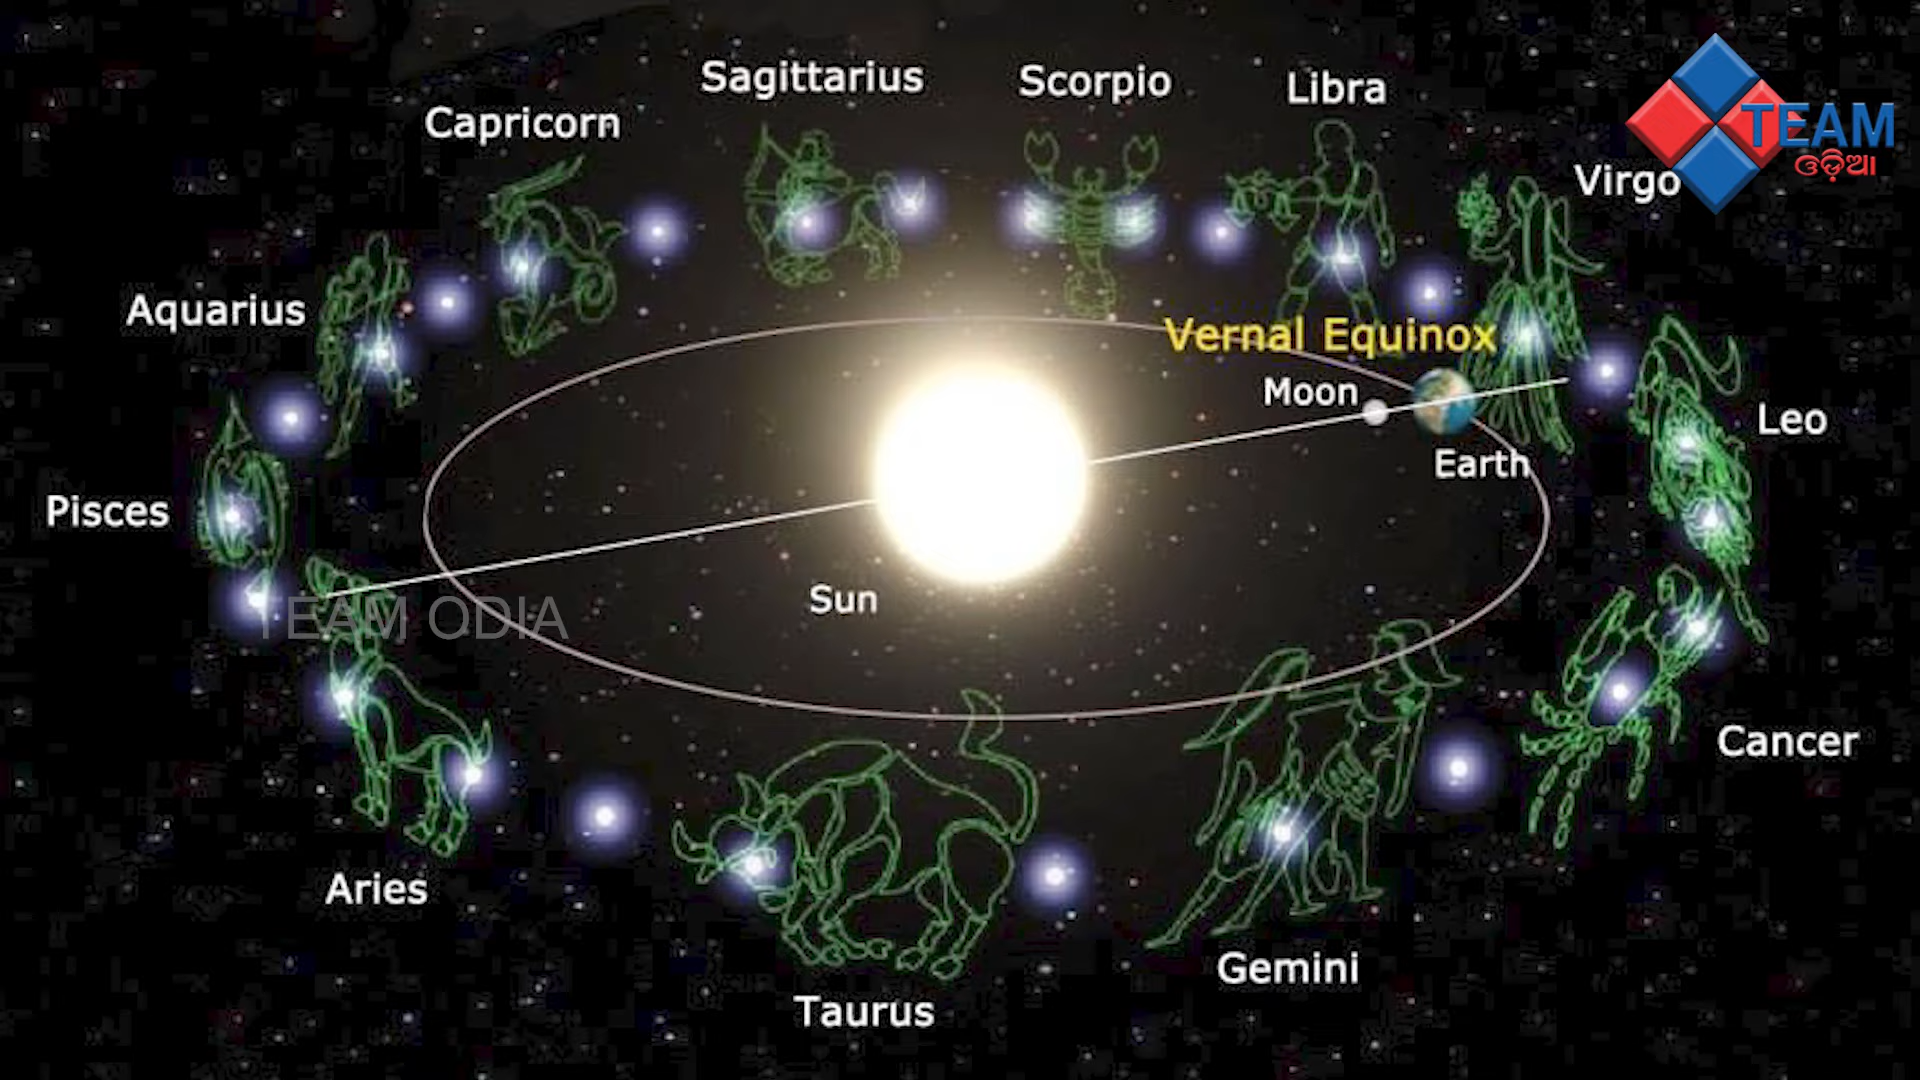 Sagittarius
Scorpio
Libra
Capricorn
TEAM
ଓଡ଼ିଆ
Virgo
Aquarius
Vernal Equinox
Moon
Leo
Earth
Pisces
Sun
TEAM ODIA
Cancer
Aries
Gemini
Taurus